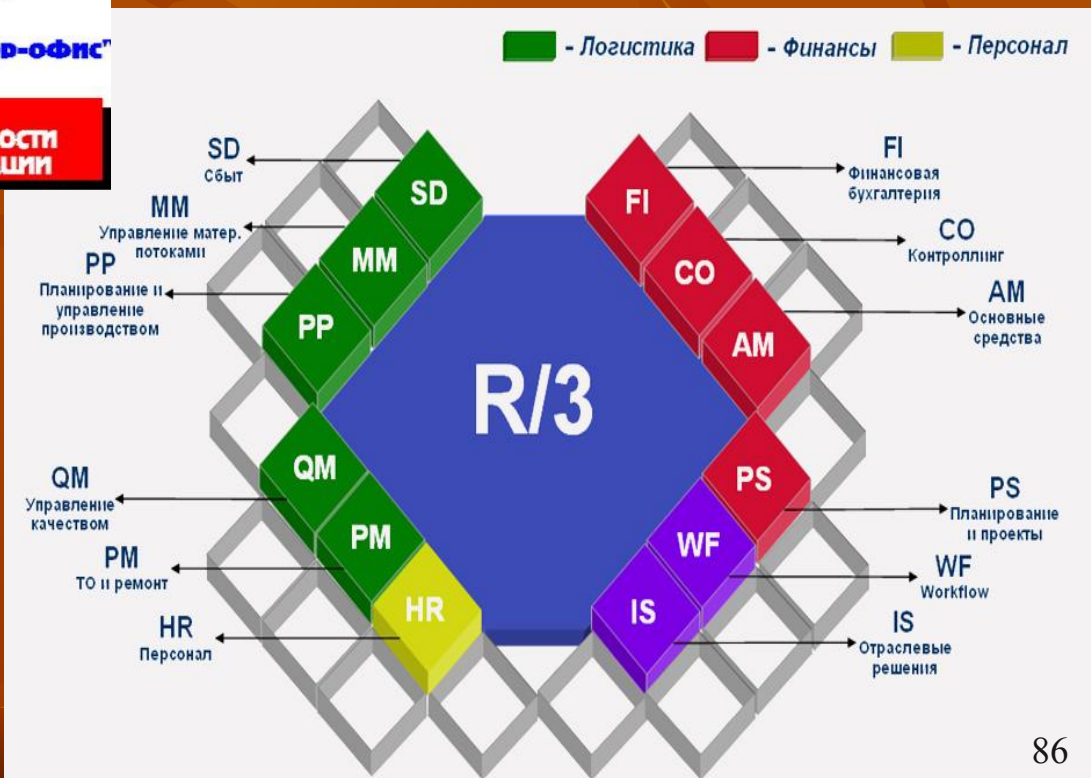 р-офис"
ости
ции
- Логистика
- Финансы
- Персонал
SD
Сбыт
MM
Управление матер.
потоками
PP
Планирование и
управление
производством
QM
Управление
качеством
PM
ТО и ремонт
HR
Персонал
SD
MM
PP
QM
PM
HR
R/3
FI
CO
AM
PS
WF
IS
FI
Финансовая
бухгалтерия
CO
Контроллинг
AM
Основные
средства
PS
Планирование
и проекты
WF
Workflow
IS
Отраслевые
решения
86